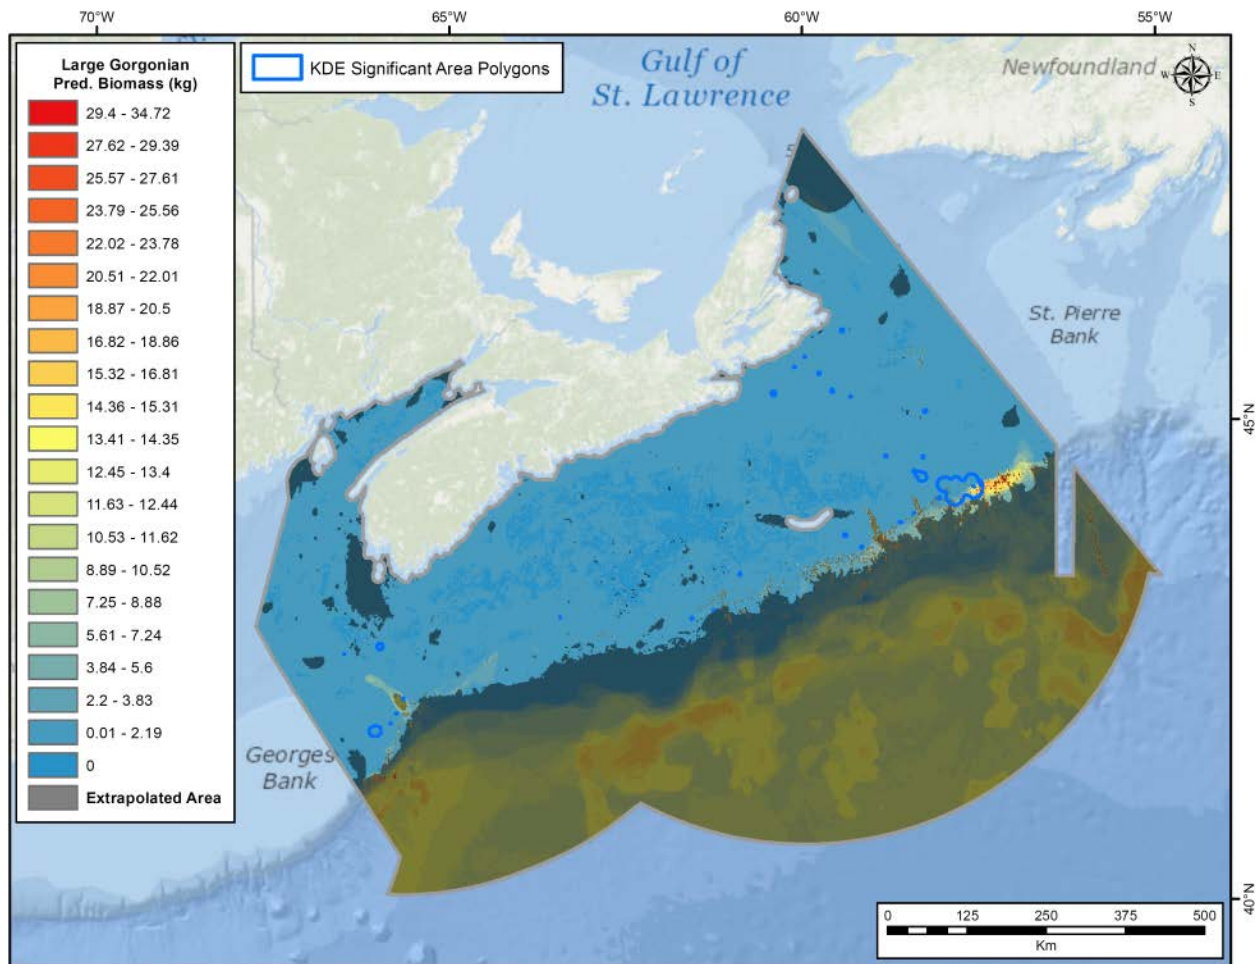 70°W
65°W
60°W
55°W
Large Gorgonian
Pred. Biomass (kg)
29.4 - 34.72
27.62 - 29.39
25.57 - 27.61
23.79 - 25.56
22.02 - 23.78
20.51 - 22.01
18.87 - 20.5
16.82 - 18.86
15.32 - 16.81
14.36 - 15.31
13.41 - 14.35
12.45 - 13.4
11.63 - 12.44
10.53 - 11.62
8.89 - 10.52
7.25 - 8.88
5.61 - 7.24
3.84 - 5.6
2.2 - 3.83
0.01 - 2.19
0
Extrapolated Area
KDE Significant Area Polygons
Gulf of
St. Lawrence
Newfoundland
N
W
E
S
St. Pierre
Bank
45°N
Georges
Bank
40°N
0
125
250
375
500
Km